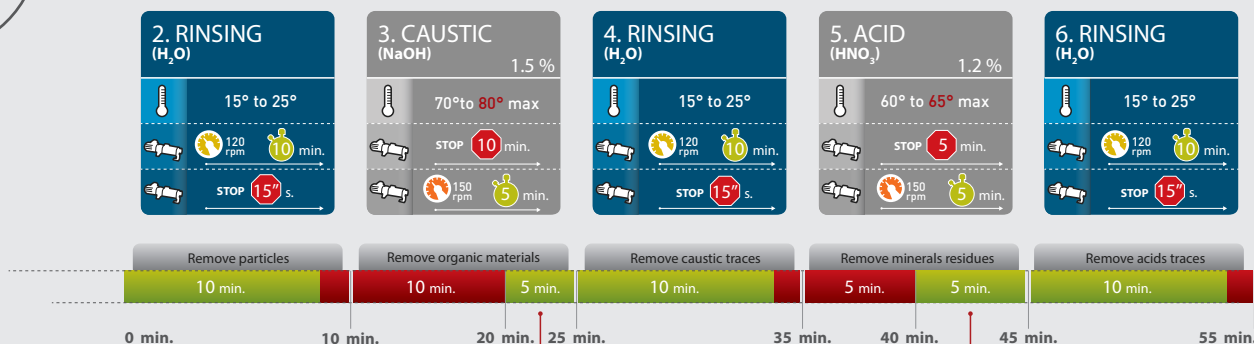 2. RINSING
(H₂O)
15° to 25°
120 rpm 10 min.
STOP 15" s.
3. CAUSTIC
(NaOH)
1.5 %
70°to 80° max
STOP 10 min.
150 rpm 5 min.
4. RINSING
(H₂O)
15° to 25°
120 rpm 10 min.
STOP 15" s.
5. ACID
(HNO₃)
1.2 %
60° to 65° max
STOP 5 min.
150 rpm 5 min.
6. RINSING
(H₂O)
15° to 25°
120 rpm 10 min.
STOP 15" s.
Remove particles Remove organic materials Remove caustic traces Remove minerals residues Remove acids traces
10 min. 10 min. 5 min. 10 min. 5 min. 5 min. 10 min.
0 min. 10 min. 20 min. 25 min. 35 min. 40 min. 45 min. 55 min.